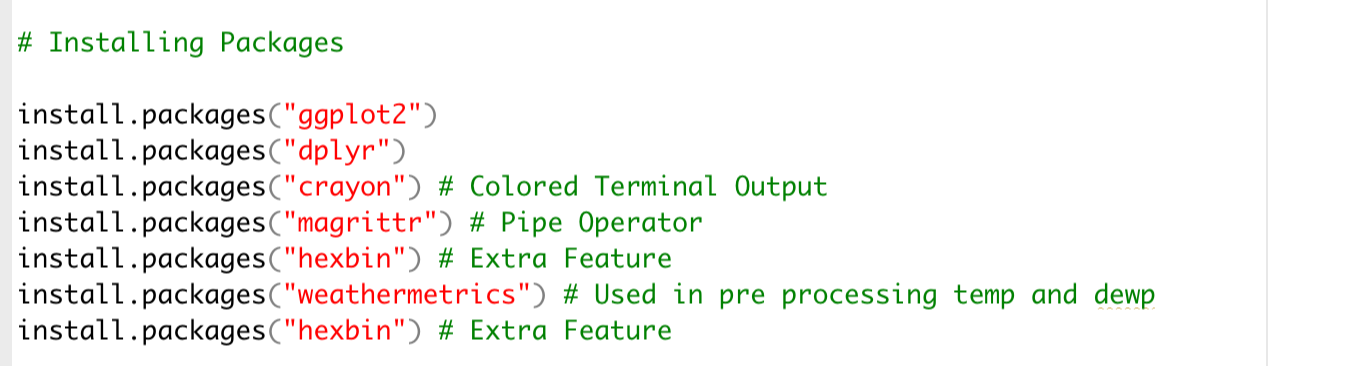 # Installing Packages
install.packages("ggplot2")
install.packages("dplyr")
install.packages("crayon") # Colored Terminal Output
install.packages("magrittr") # Pipe Operator
install.packages("hexbin") # Extra Feature
install.packages("weathermetrics") # Used in pre processing temp and dewp
install.packages("hexbin") # Extra Feature